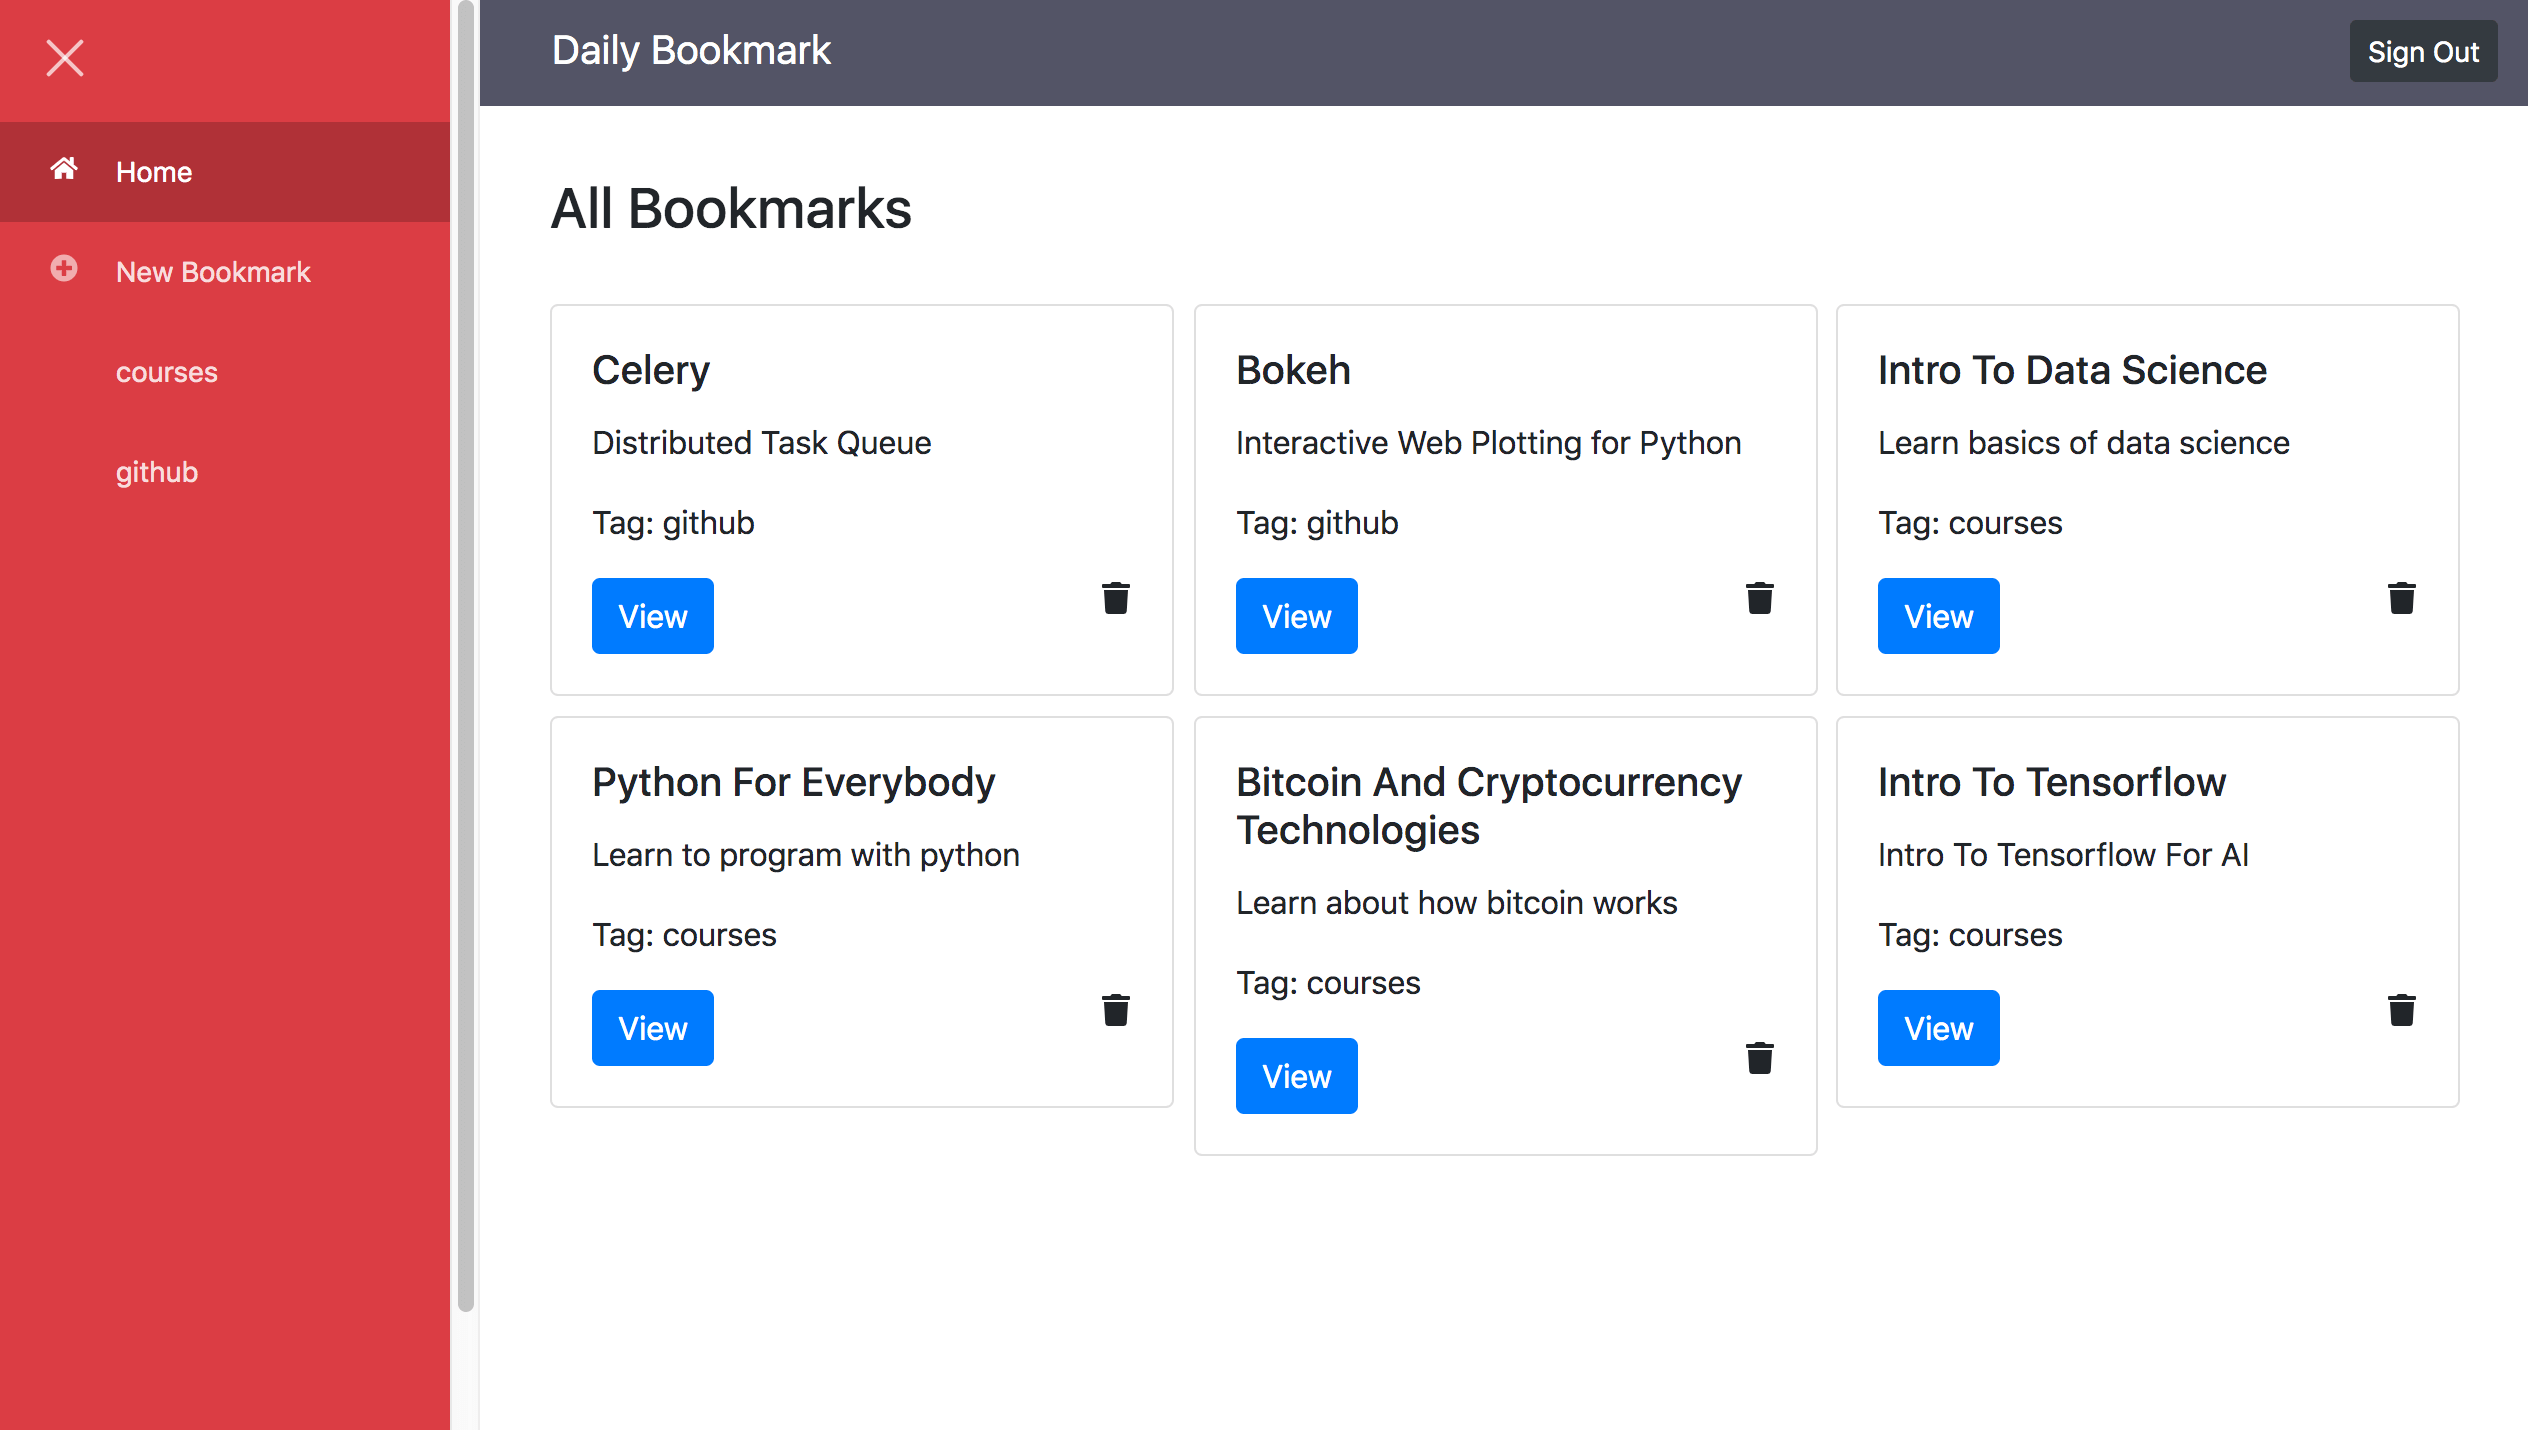 Home
New Bookmark
courses
github
Daily Bookmark
Sign Out
All Bookmarks
Celery
Distributed Task Queue
Tag: github
View
Bokeh
Interactive Web Plotting for Python
Tag: github
View
Intro To Data Science
Learn basics of data science
Tag: courses
View
Python For Everybody
Learn to program with python
Tag: courses
View
Bitcoin And Cryptocurrency
Technologies
Learn about how bitcoin works
Tag: courses
View
Intro To Tensorflow
Intro To Tensorflow For AI
Tag: courses
View